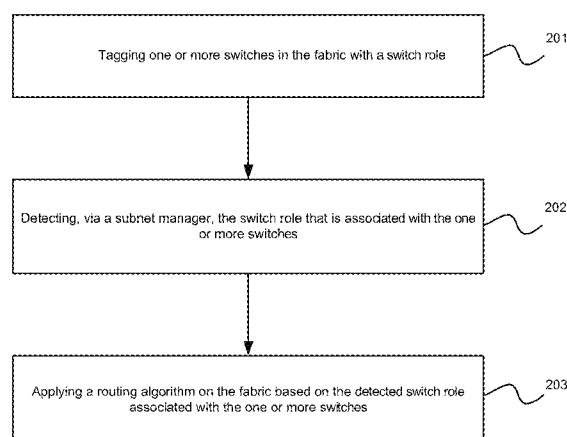 Tagging one or more switches in the fabric with a switch role
201
Detecting, via a subnet manager, the switch role that is associated with the one
or more switches
202
Applying a routing algorithm on the fabric based on the detected switch role
associated with the one or more switches
203